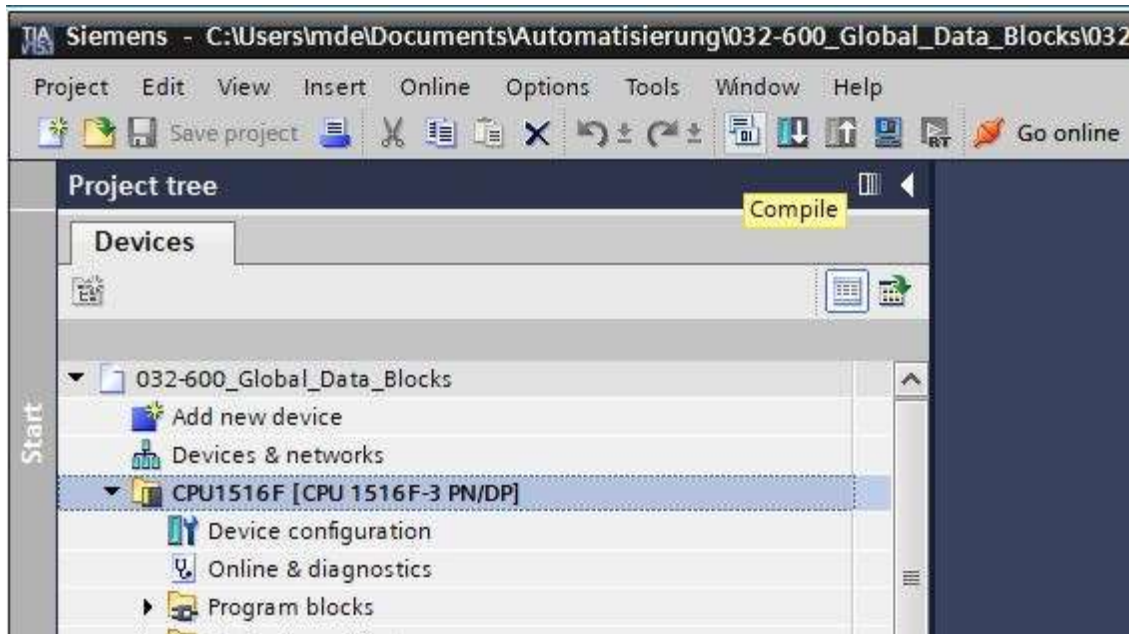 Siemens - C:\Users\mde\Documents\Automatisierung\032-600_Global_Data_Blocks\032
Project Edit View Insert Online Options Tools Window Help
Save project Go online
Project tree
Compile
Devices
Start
032-600_Global_Data_Blocks
Add new device
Devices & networks
CPU1516F [CPU 1516F-3 PN/DP]
Device configuration
Online & diagnostics
Program blocks